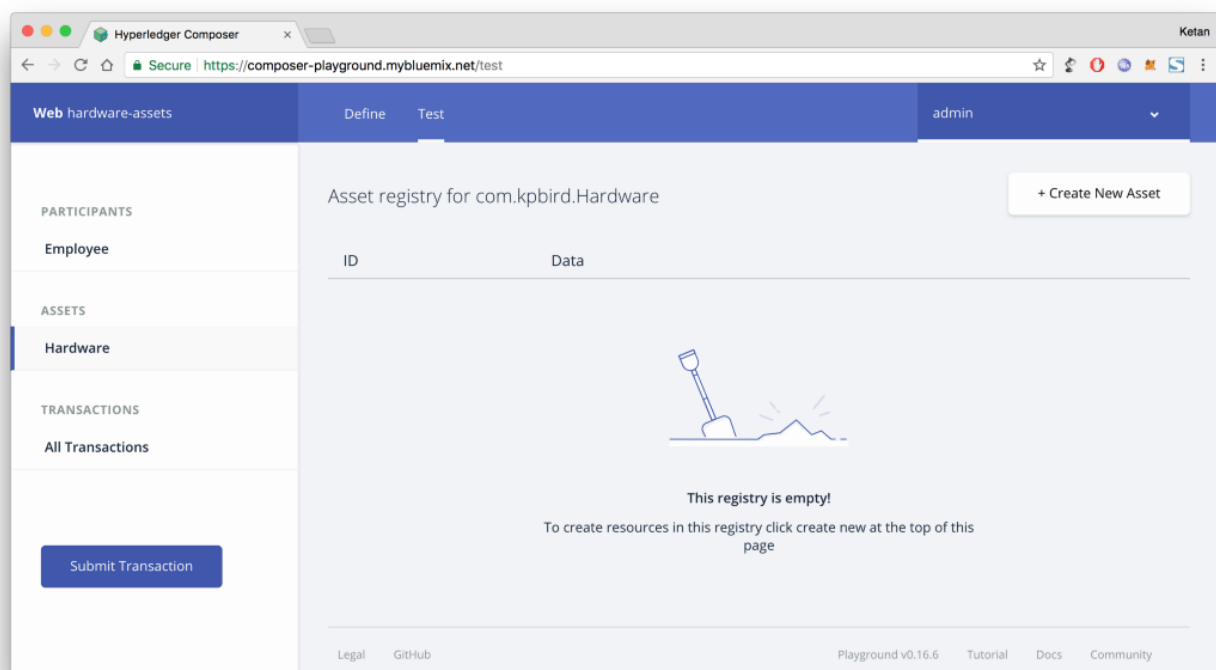 Hyperledger Composer
Ketan
Secure https://composer-playground.mybluemix.net/test
Web hardware-assets
Define Test
admin
PARTICIPANTS
Employee
ASSETS
Hardware
TRANSACTIONS
All Transactions
Submit Transaction
Asset registry for com.kpbird.Hardware
+ Create New Asset
ID Data
This registry is empty!
To create resources in this registry click create new at the top of this
page
Legal GitHub Playground v0.16.6 Tutorial Docs Community